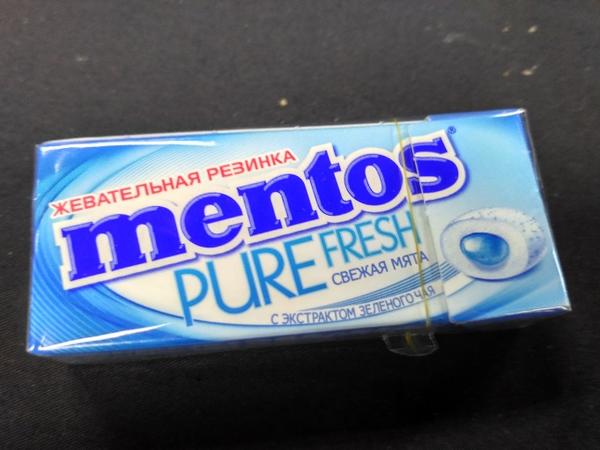 ЖЕВАТЕЛЬНАЯ РЕЗИНКА
mentos®
PURE FRESH
СВЕЖАЯ МЯТА
С ЭКСТРАКТОМ ЗЕЛЕНОГО ЧАЯ